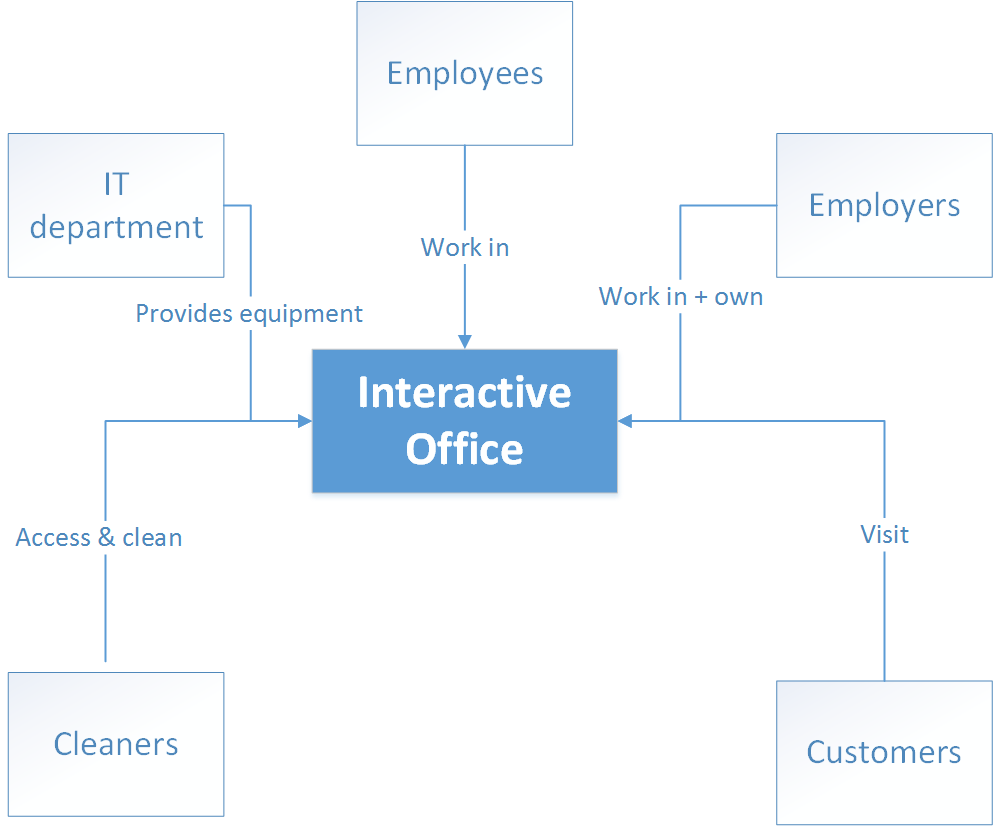 Employees
IT
department
Employers
Work in
Work in + own
Provides equipment
Interactive
Office
Access & clean
Visit
Cleaners
Customers